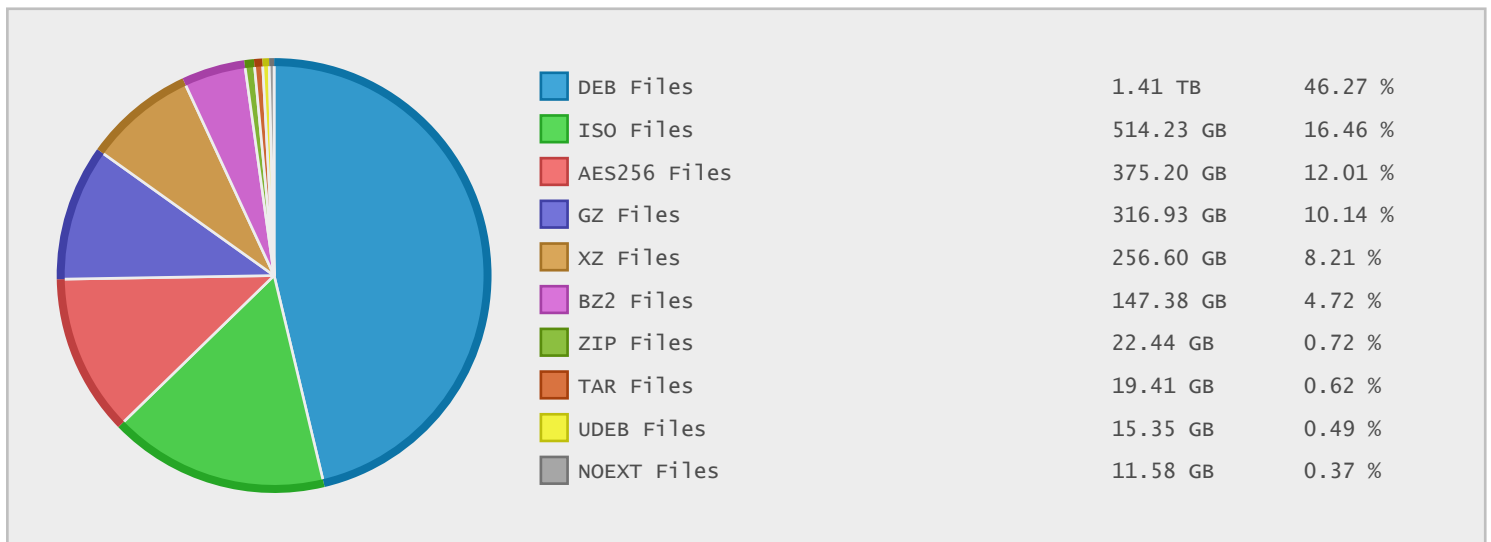 DEB Files 1.41 TB 46.27 %
ISO Files 514.23 GB 16.46 %
AES256 Files 375.20 GB 12.01 %
GZ Files 316.93 GB 10.14 %
XZ Files 256.60 GB 8.21 %
BZ2 Files 147.38 GB 4.72 %
ZIP Files 22.44 GB 0.72 %
TAR Files 19.41 GB 0.62 %
UDEB Files 15.35 GB 0.49 %
NOEXT Files 11.58 GB 0.37 %